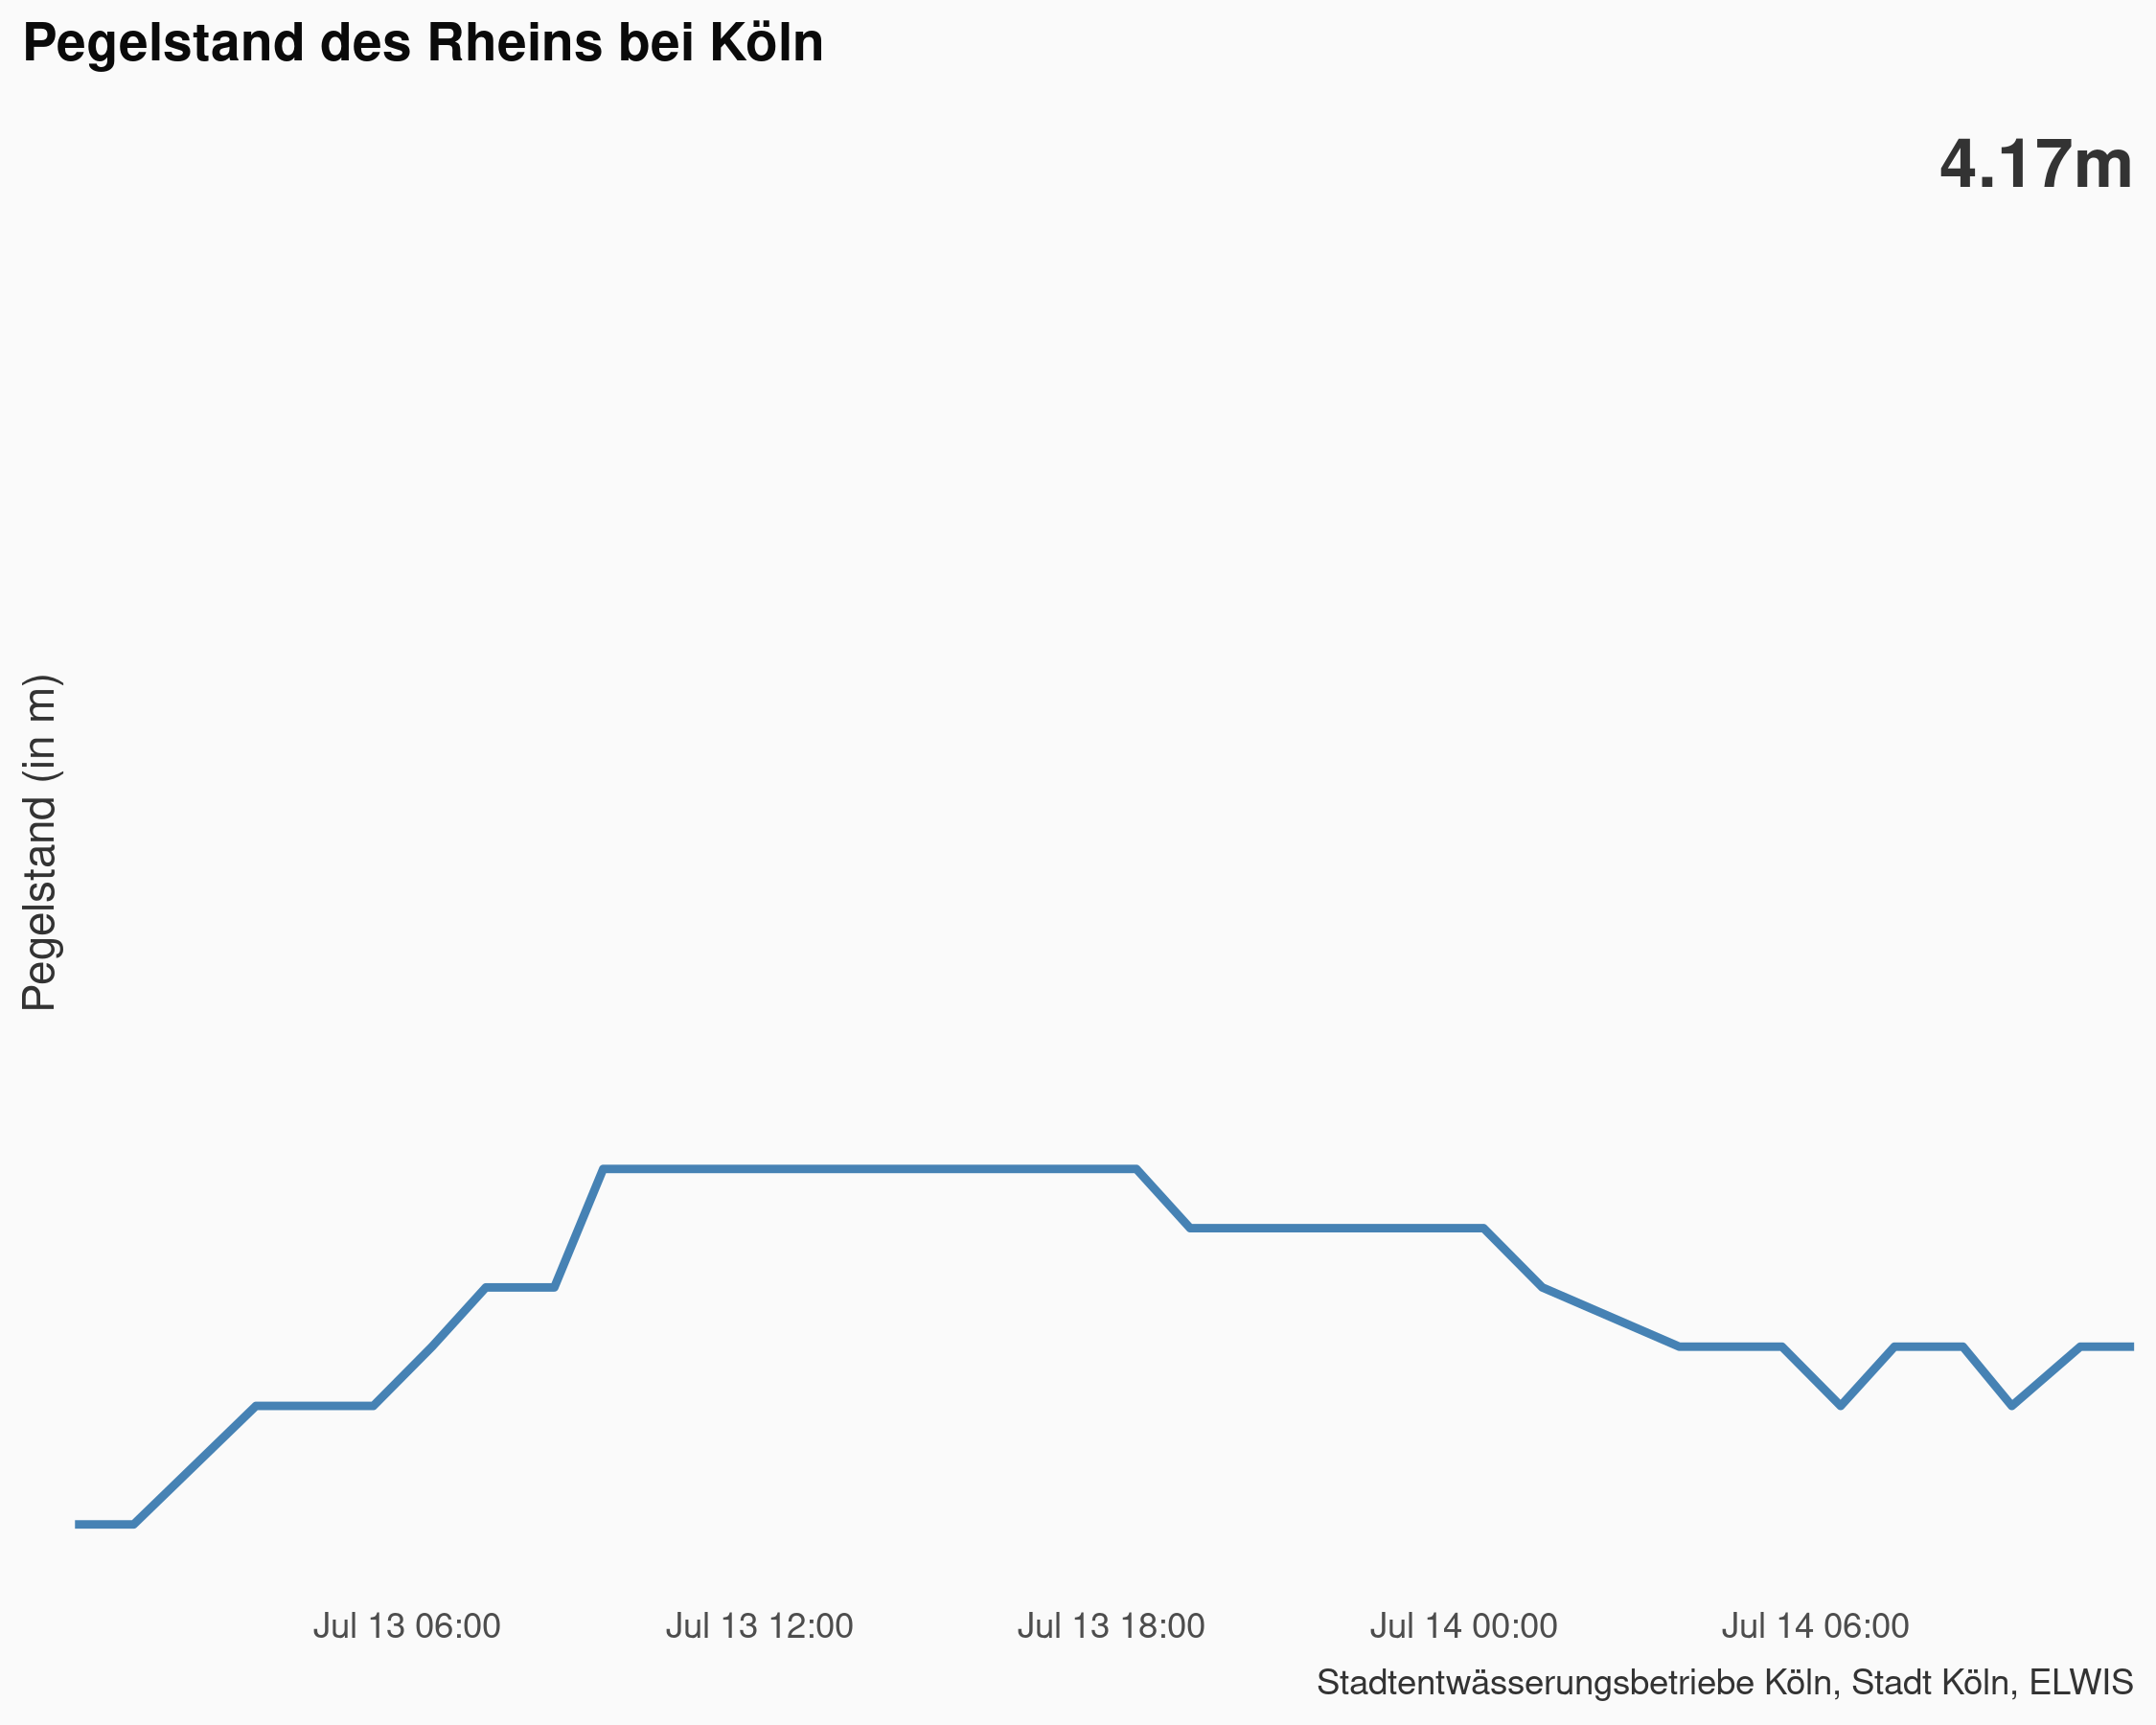 Pegelstand des Rheins bei Köln
4.17m
Pegelstand (in m)
Jul 13 06:00
Jul 13 12:00
Jul 13 18:00
Jul 14 00:00
Jul 14 06:00
Stadtentwässerungsbetriebe Köln, Stadt Köln, ELWIS